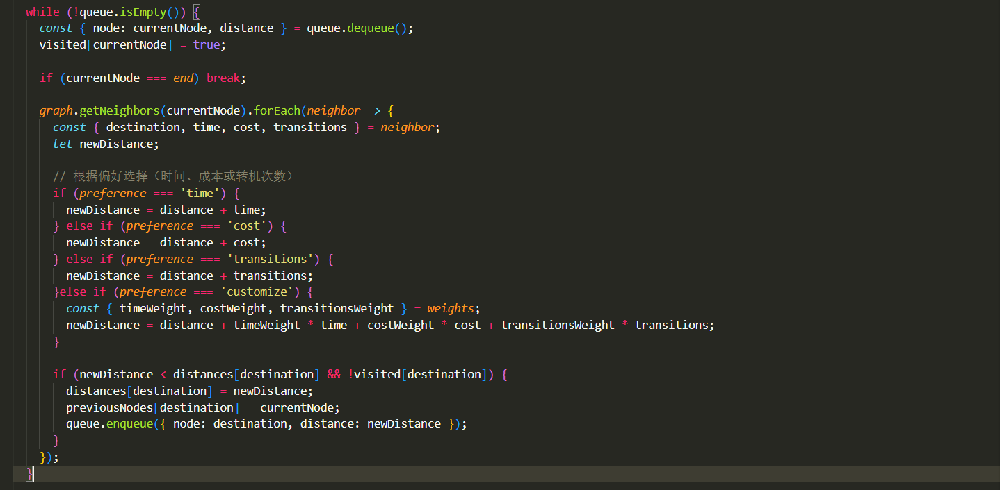 while (!queue.isEmpty()) {
const { node: currentNode, distance } = queue.dequeue();
visited[currentNode] = true;
if (currentNode === end) break;
graph.getNeighbors(currentNode).forEach(neighbor => {
const { destination, time, cost, transitions } = neighbor;
let newDistance;
// 根据偏好选择（时间、成本或转机次数）
if (preference === 'time') {
newDistance = distance + time;
} else if (preference === 'cost') {
newDistance = distance + cost;
} else if (preference === 'transitions') {
newDistance = distance + transitions;
}else if (preference === 'customize') {
const { timeWeight, costWeight, transitionsWeight } = weights;
newDistance = distance + timeWeight * time + costWeight * cost + transitionsWeight * transitions;
}
if (newDistance < distances[destination] && !visited[destination]) {
distances[destination] = newDistance;
previousNodes[destination] = currentNode;
queue.enqueue({ node: destination, distance: newDistance });
}
});
}